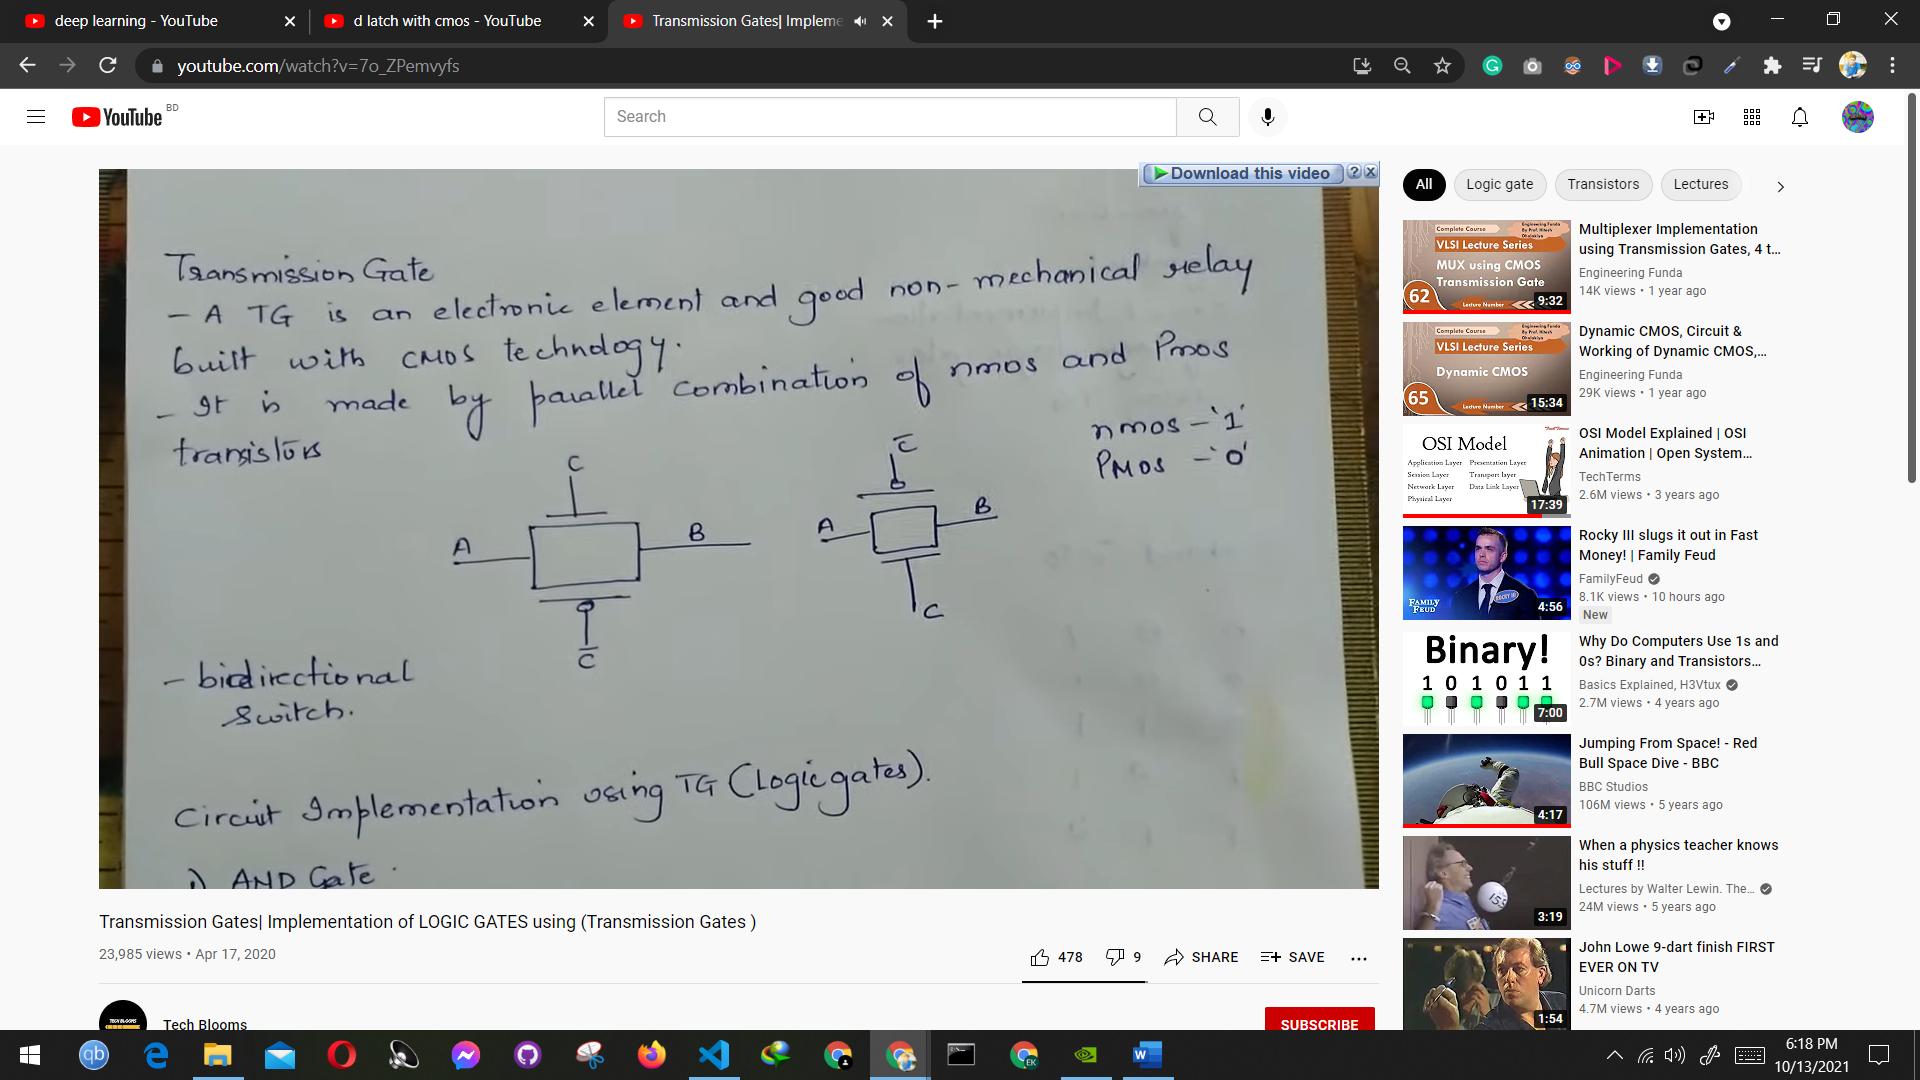 deep learning - YouTube
d latch with cmos - YouTube
Transmission Gates| Impleme
youtube.com/watch?v=7o_ZPemvyfs
YouTube BD
Search
Download this video
Transmission Gate
- A TG is an electronic element and good non-mechanical relay
built with CMOS technology.
- It is made by parallel combination of nmos and Pmos
transistors
nmos - '1'
PMOS - '0'
C
A
B
C̅
C̅
A
B
C
- bidirectional
Switch.
Circuit Implementation using TG (Logic gates).
1) AND Gate
Transmission Gates| Implementation of LOGIC GATES using (Transmission Gates )
23,985 views • Apr 17, 2020
478
9
SHARE
SAVE
Tech Blooms
SUBSCRIBE
All
Logic gate
Transistors
Lectures
Complete Course
Engineering Funda
VLSI Lecture Series
MUX using CMOS
Transmission Gate
62
Lecture Number
9:32
Multiplexer Implementation
using Transmission Gates, 4 t...
Engineering Funda
14K views • 1 year ago
Complete Course
Engineering Funda
VLSI Lecture Series
Dynamic CMOS
65
Lecture Number
15:34
Dynamic CMOS, Circuit &
Working of Dynamic CMOS,...
Engineering Funda
29K views • 1 year ago
OSI Model
Application Layer
Presentation Layer
Session Layer
Transport layer
Network Layer
Data Link Layer
Physical Layer
17:39
OSI Model Explained | OSI
Animation | Open System...
TechTerms
2.6M views • 3 years ago
FAMILY
FEUD
ROCKY III
4:56
Rocky III slugs it out in Fast
Money! | Family Feud
FamilyFeud
8.1K views • 10 hours ago
New
Binary!
1 0 1 0 1 1
7:00
Why Do Computers Use 1s and
0s? Binary and Transistors...
Basics Explained, H3Vtux
2.7M views • 4 years ago
4:17
Jumping From Space! - Red
Bull Space Dive - BBC
BBC Studios
106M views • 5 years ago
3:19
When a physics teacher knows
his stuff !!
Lectures by Walter Lewin. The...
24M views • 5 years ago
1:54
John Lowe 9-dart finish FIRST
EVER ON TV
Unicorn Darts
4.7M views • 4 years ago
6:18 PM
10/13/2021